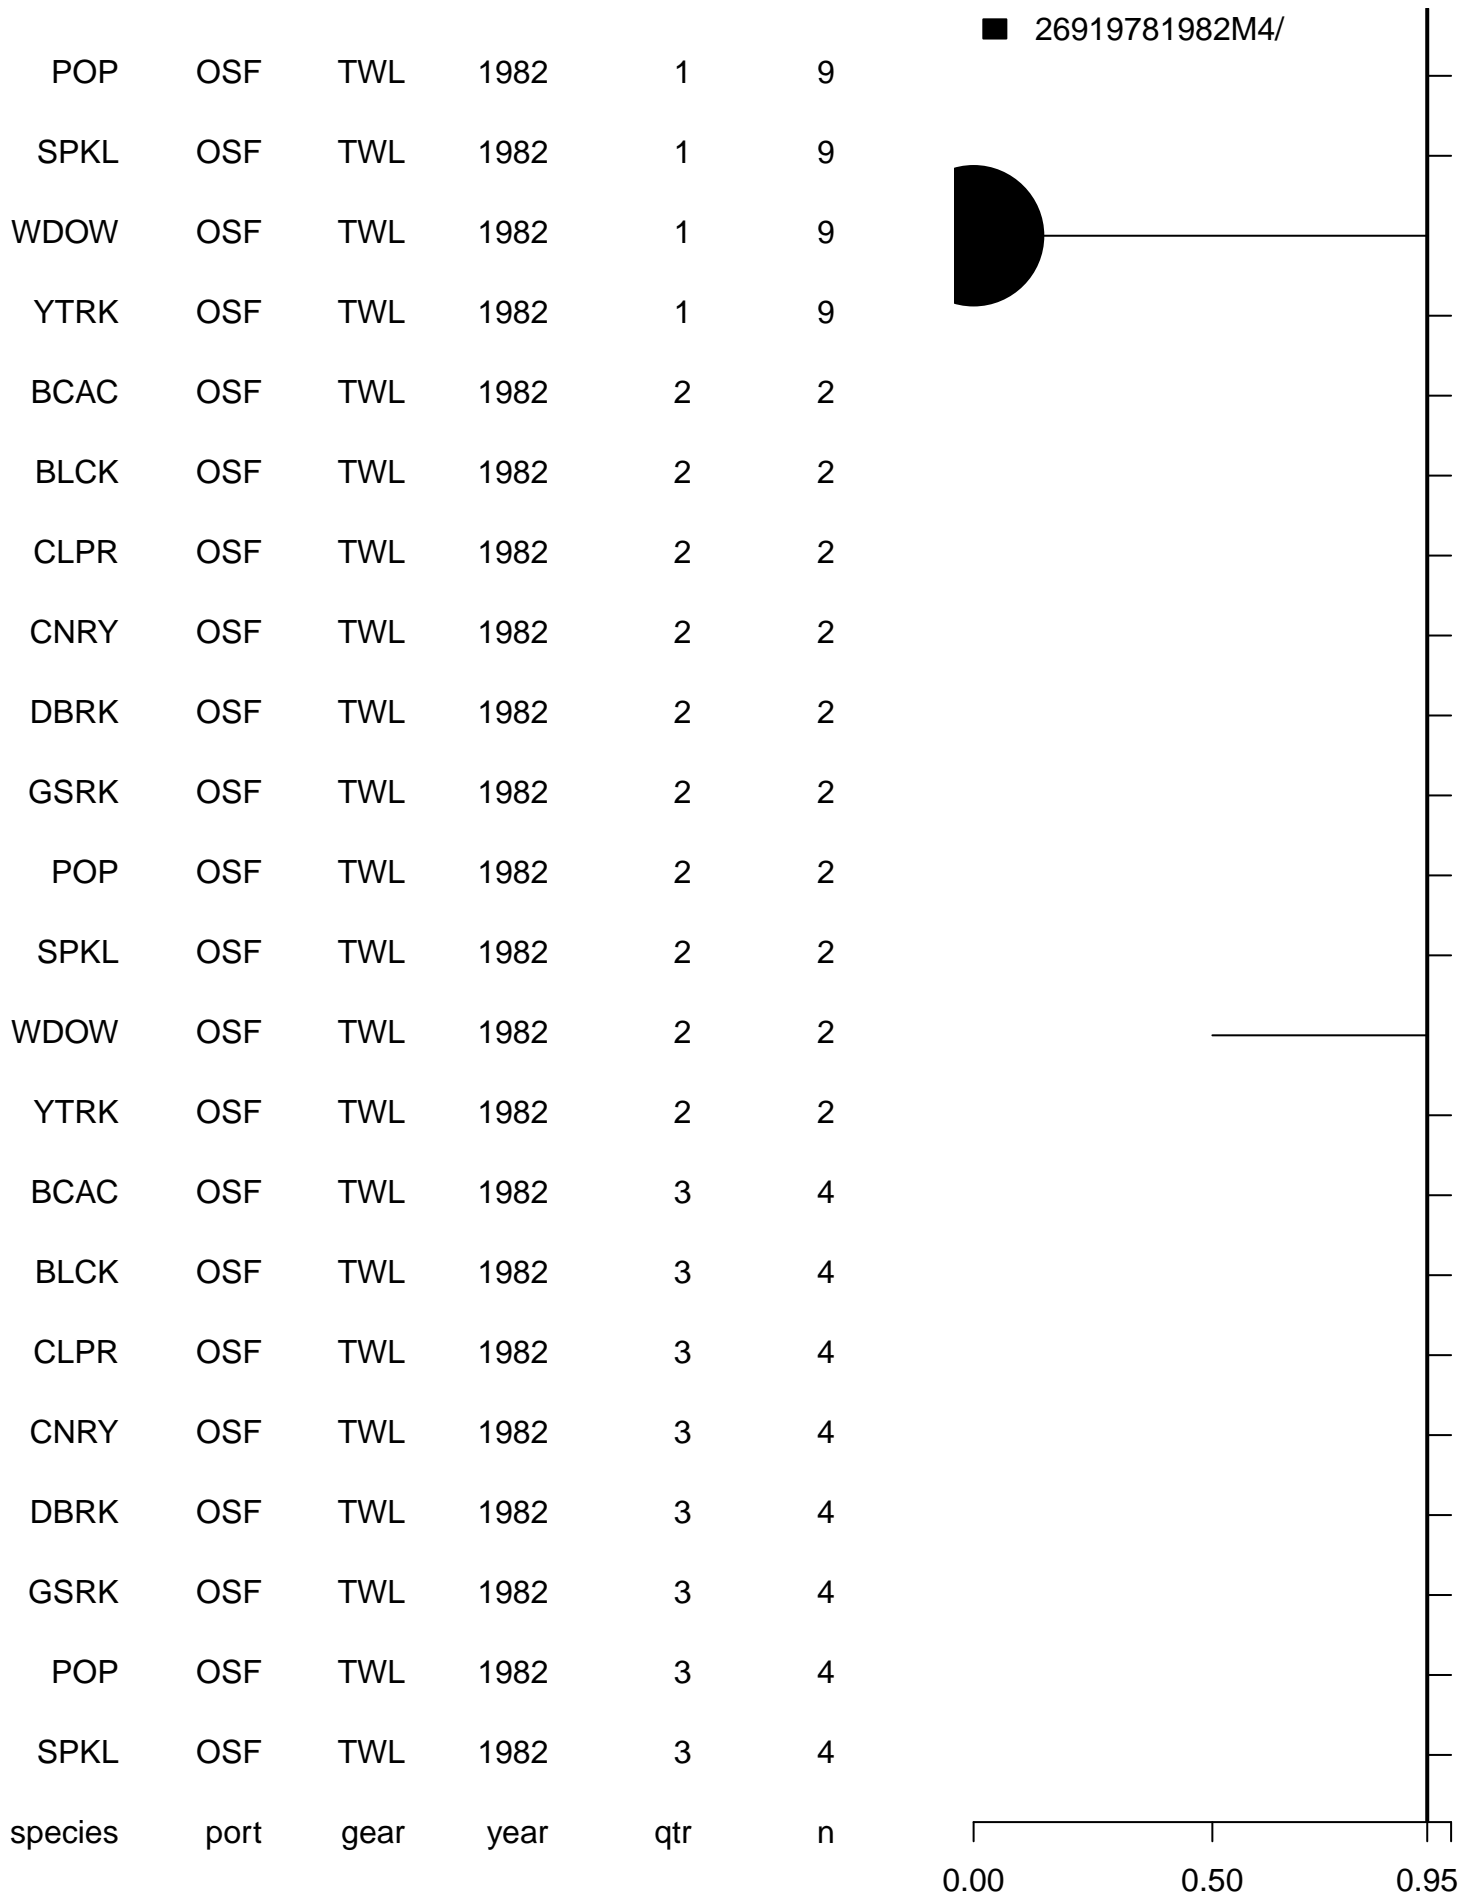 26919781982M4/
POP OSF TWL 1982 1 9
SPKL OSF TWL 1982 1 9
WDOW OSF TWL 1982 1 9
YTRK OSF TWL 1982 1 9
BCAC OSF TWL 1982 2 2
BLCK OSF TWL 1982 2 2
CLPR OSF TWL 1982 2 2
CNRY OSF TWL 1982 2 2
DBRK OSF TWL 1982 2 2
GSRK OSF TWL 1982 2 2
POP OSF TWL 1982 2 2
SPKL OSF TWL 1982 2 2
WDOW OSF TWL 1982 2 2
YTRK OSF TWL 1982 2 2
BCAC OSF TWL 1982 3 4
BLCK OSF TWL 1982 3 4
CLPR OSF TWL 1982 3 4
CNRY OSF TWL 1982 3 4
DBRK OSF TWL 1982 3 4
GSRK OSF TWL 1982 3 4
POP OSF TWL 1982 3 4
SPKL OSF TWL 1982 3 4
species port gear year qtr n
0.00 0.50 0.95